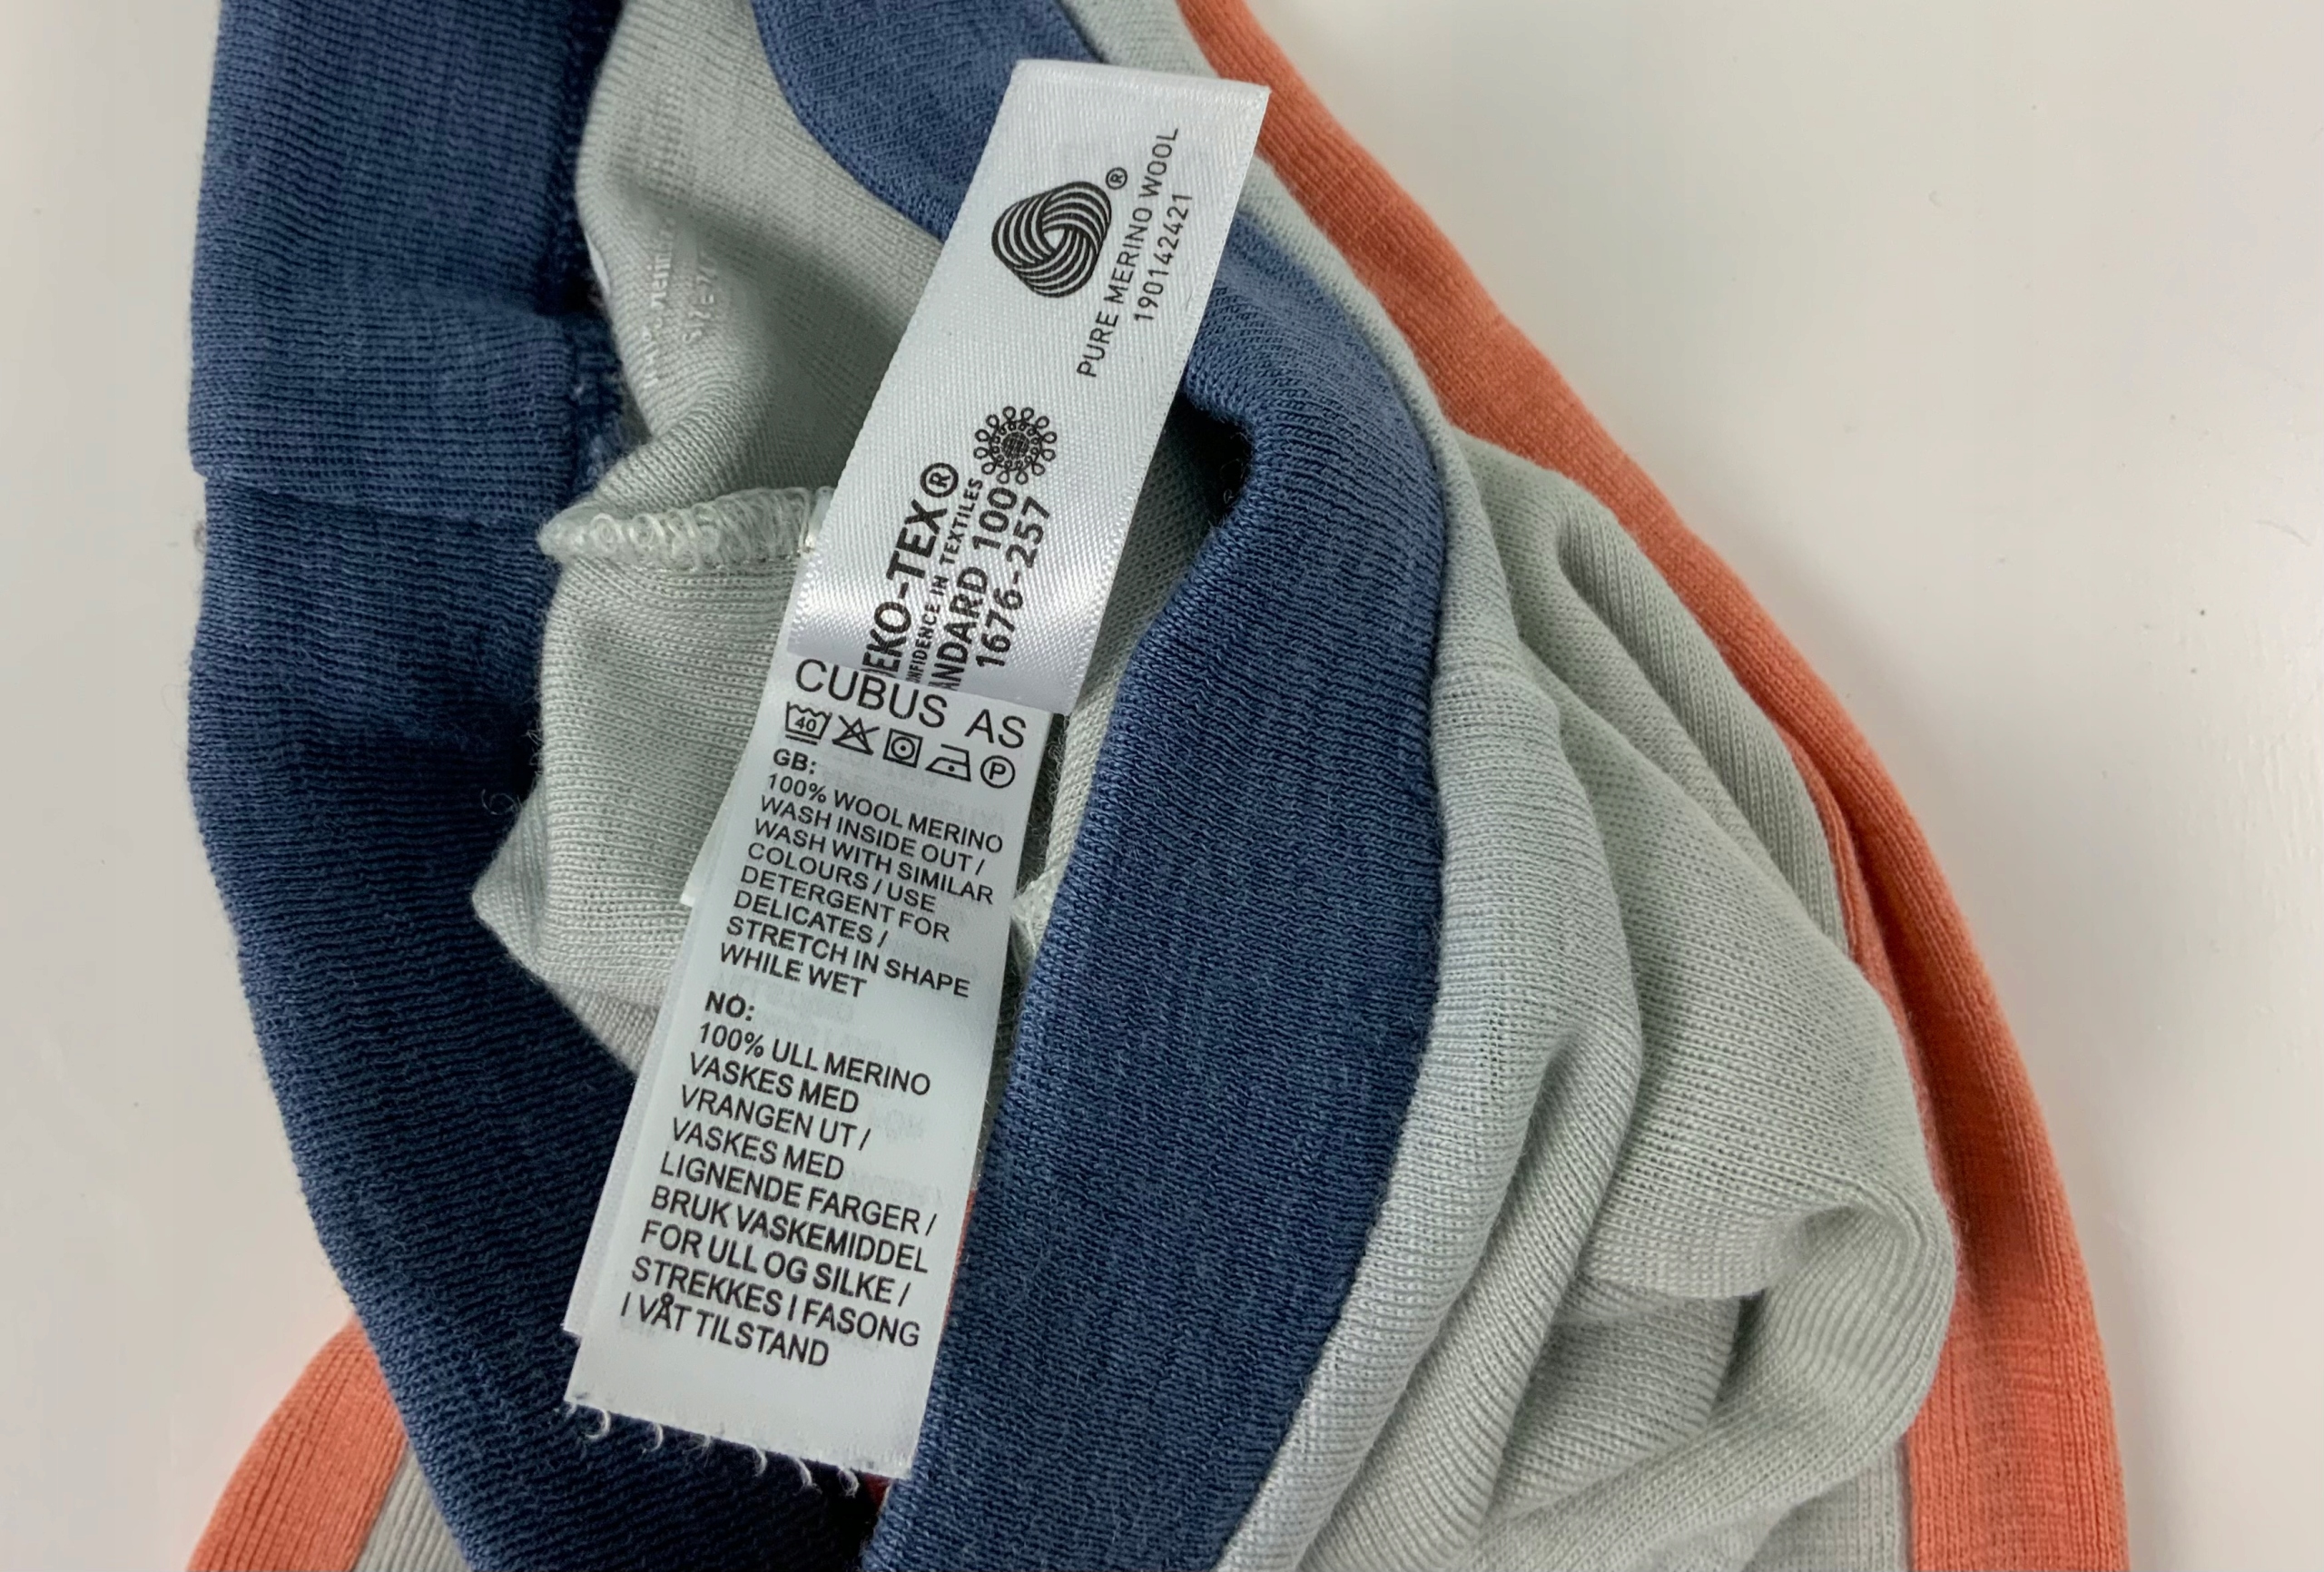 PURE MERINO WOOL
190142421
EKO-TEX®
NFIDENCE IN TEXTILES
ANDARD 100
1676-257
CUBUS AS
40
P
GB:
100% WOOL MERINO
WASH INSIDE OUT /
WASH WITH SIMILAR
COLOURS / USE
DETERGENT FOR
DELICATES /
STRETCH IN SHAPE
WHILE WET
NO:
100% ULL MERINO
VASKES MED
VRANGEN UT /
VASKES MED
LIGNENDE FARGER /
BRUK VASKEMIDDEL
FOR ULL OG SILKE /
STREKKES I FASONG
I VÅT TILSTAND